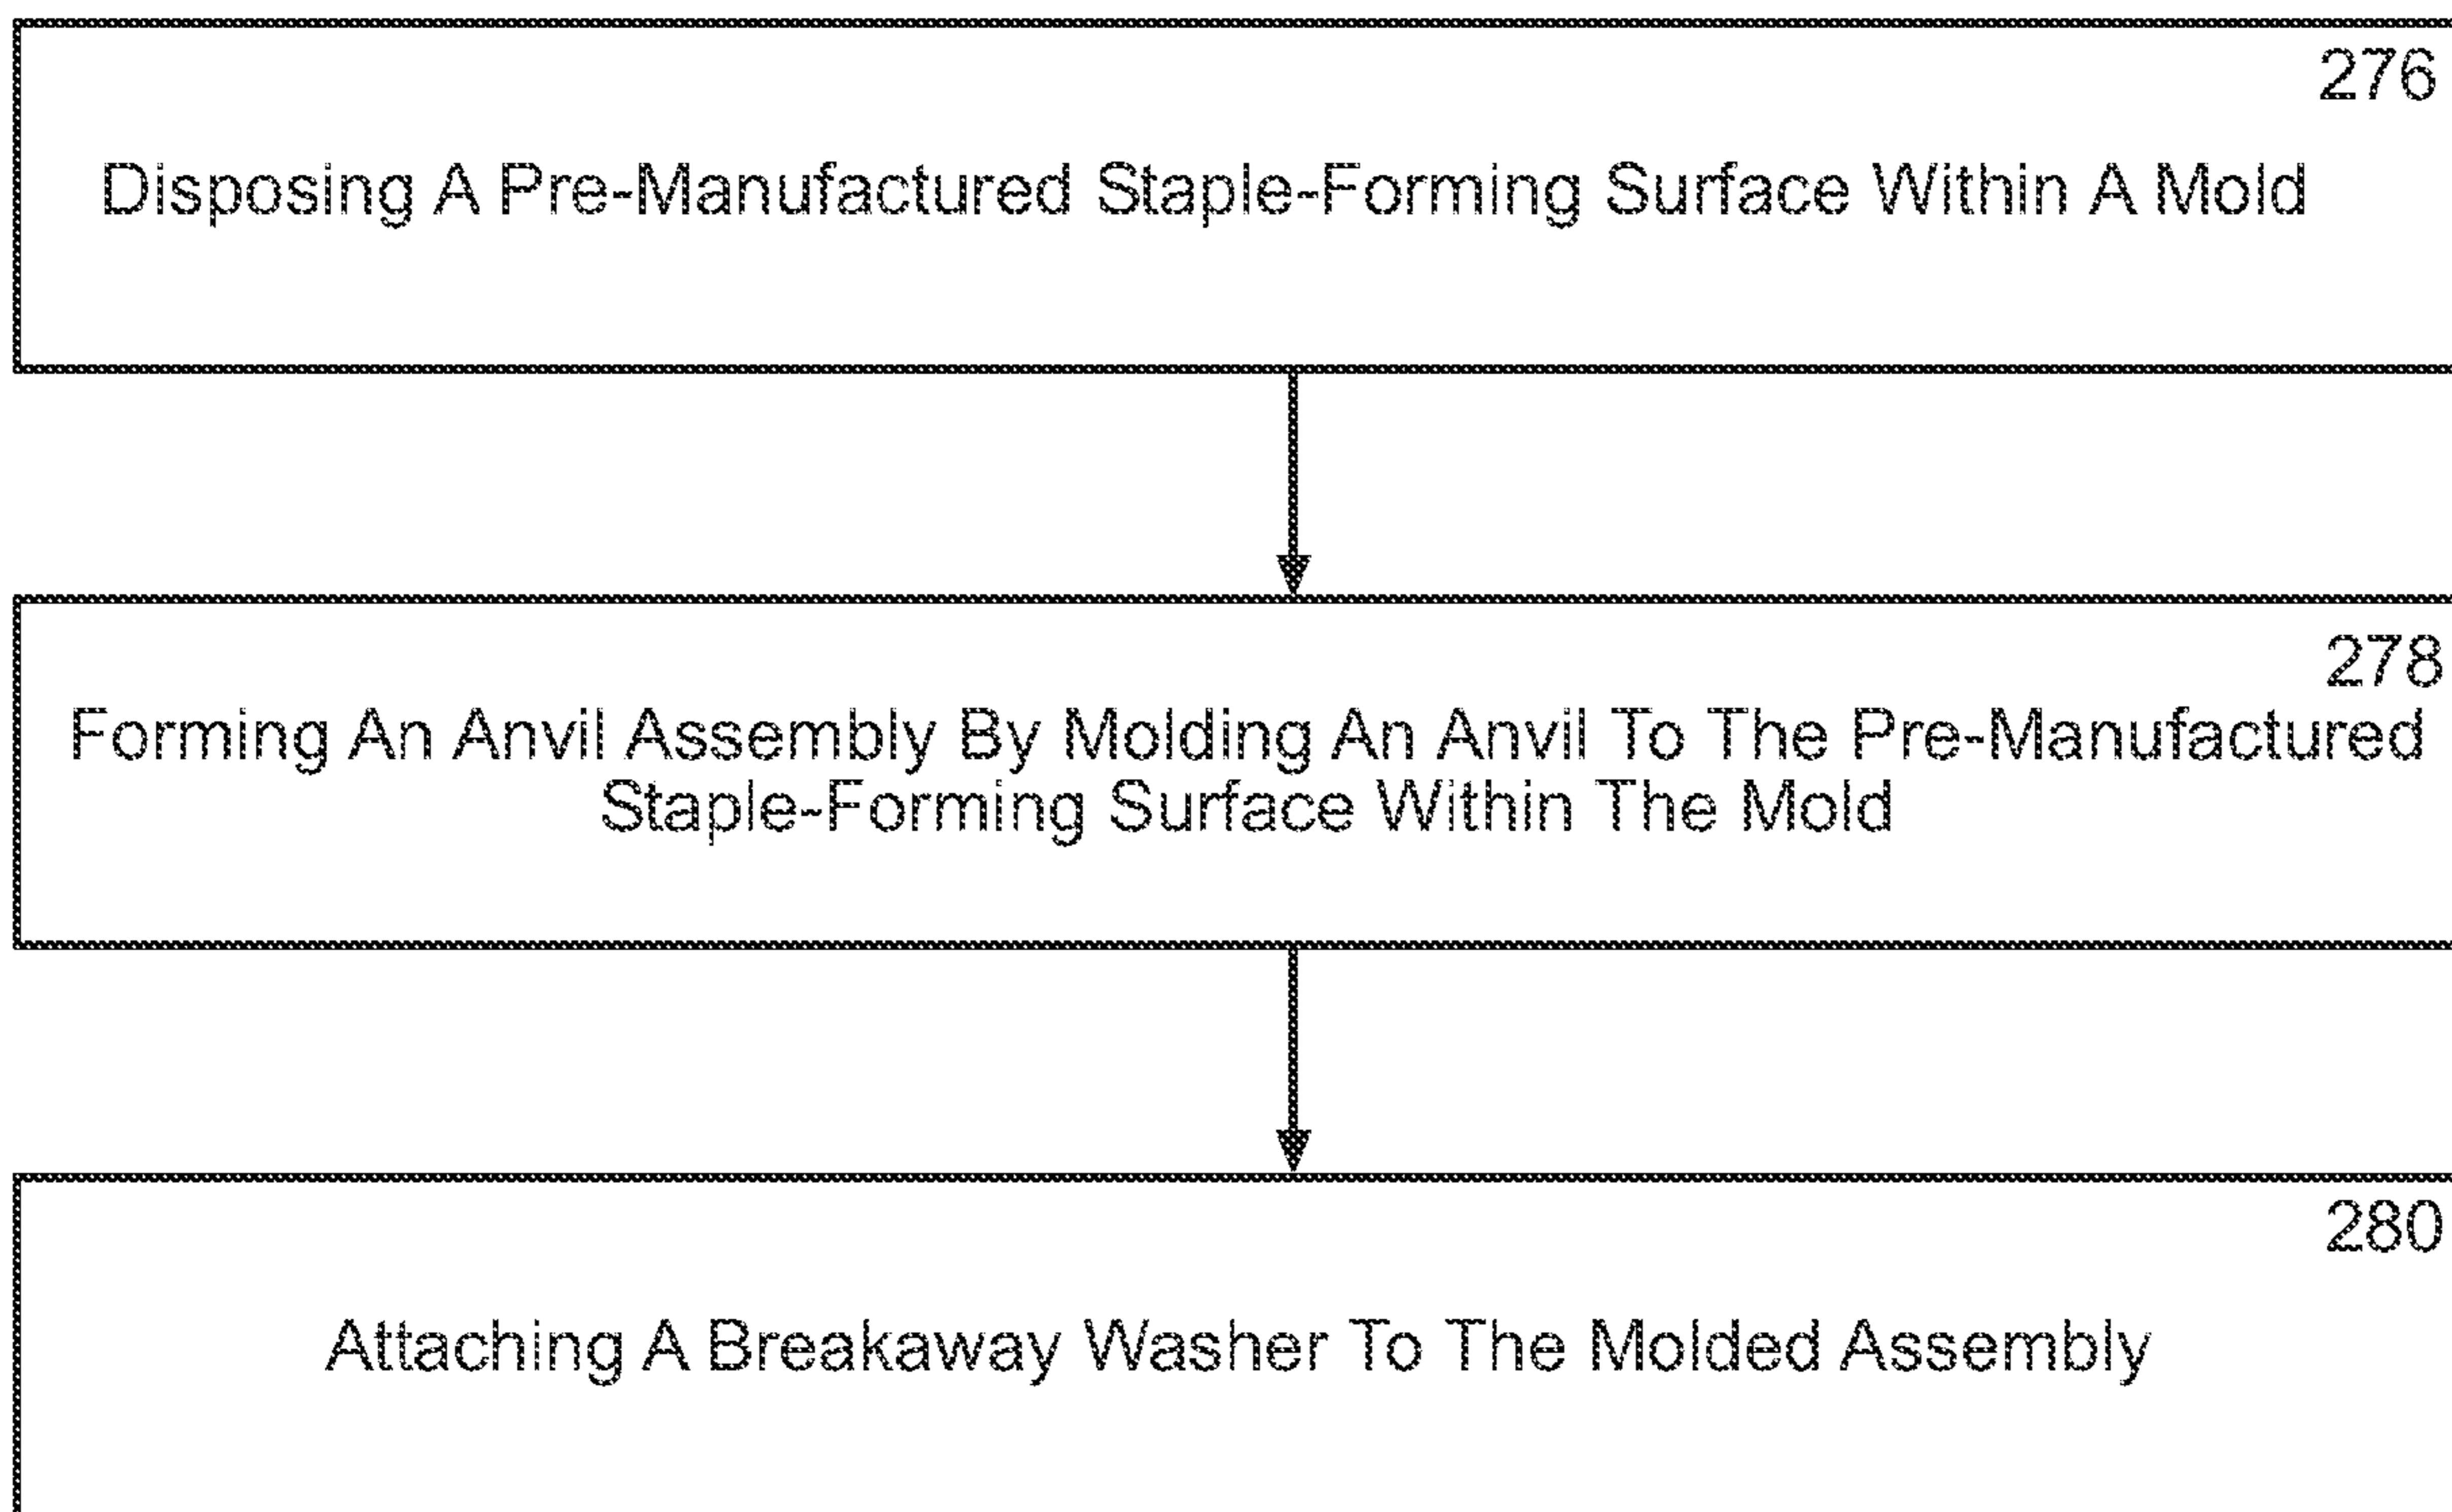 276
Disposing A Pre-Manufactured Staple-Forming Surface Within A Mold
278
Forming An Anvil Assembly By Molding An Anvil To The Pre-Manufactured
Staple-Forming Surface Within The Mold
280
Attaching A Breakaway Washer To The Molded Assembly